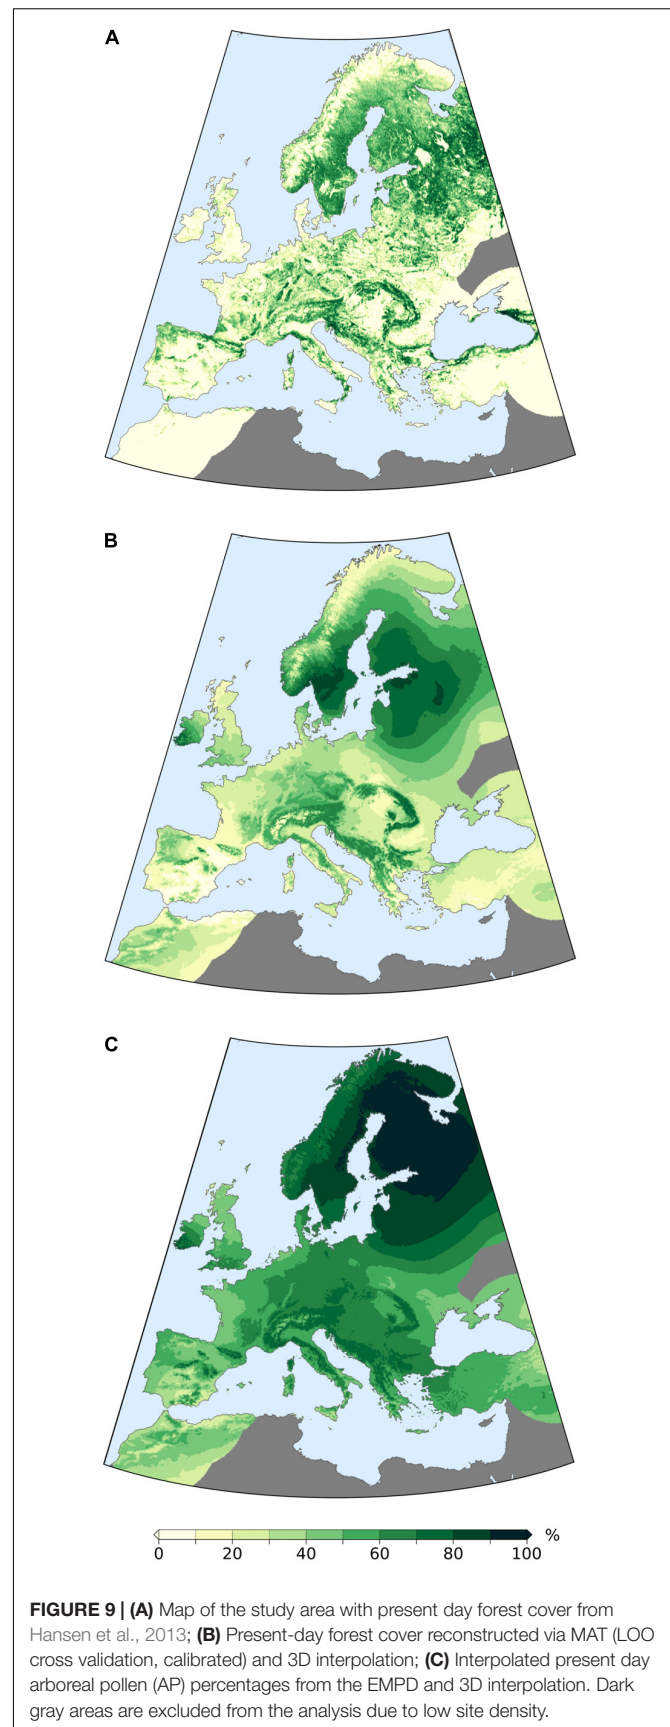 A
B
C
%
0 20 40 60 80 100
FIGURE 9 | (A) Map of the study area with present day forest cover from
Hansen et al., 2013; (B) Present-day forest cover reconstructed via MAT (LOO
cross validation, calibrated) and 3D interpolation; (C) Interpolated present day
arboreal pollen (AP) percentages from the EMPD and 3D interpolation. Dark
gray areas are excluded from the analysis due to low site density.